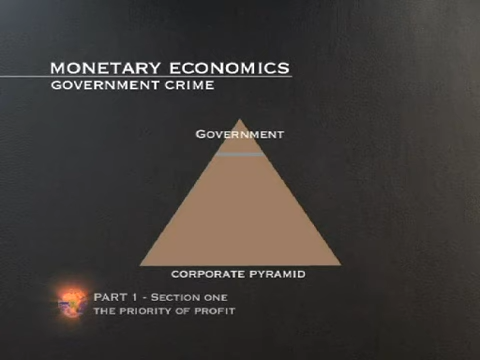 MONETARY ECONOMICS
GOVERNMENT CRIME
GOVERNMENT
CORPORATE PYRAMID
PART 1 - SECTION ONE
THE PRIORITY OF PROFIT